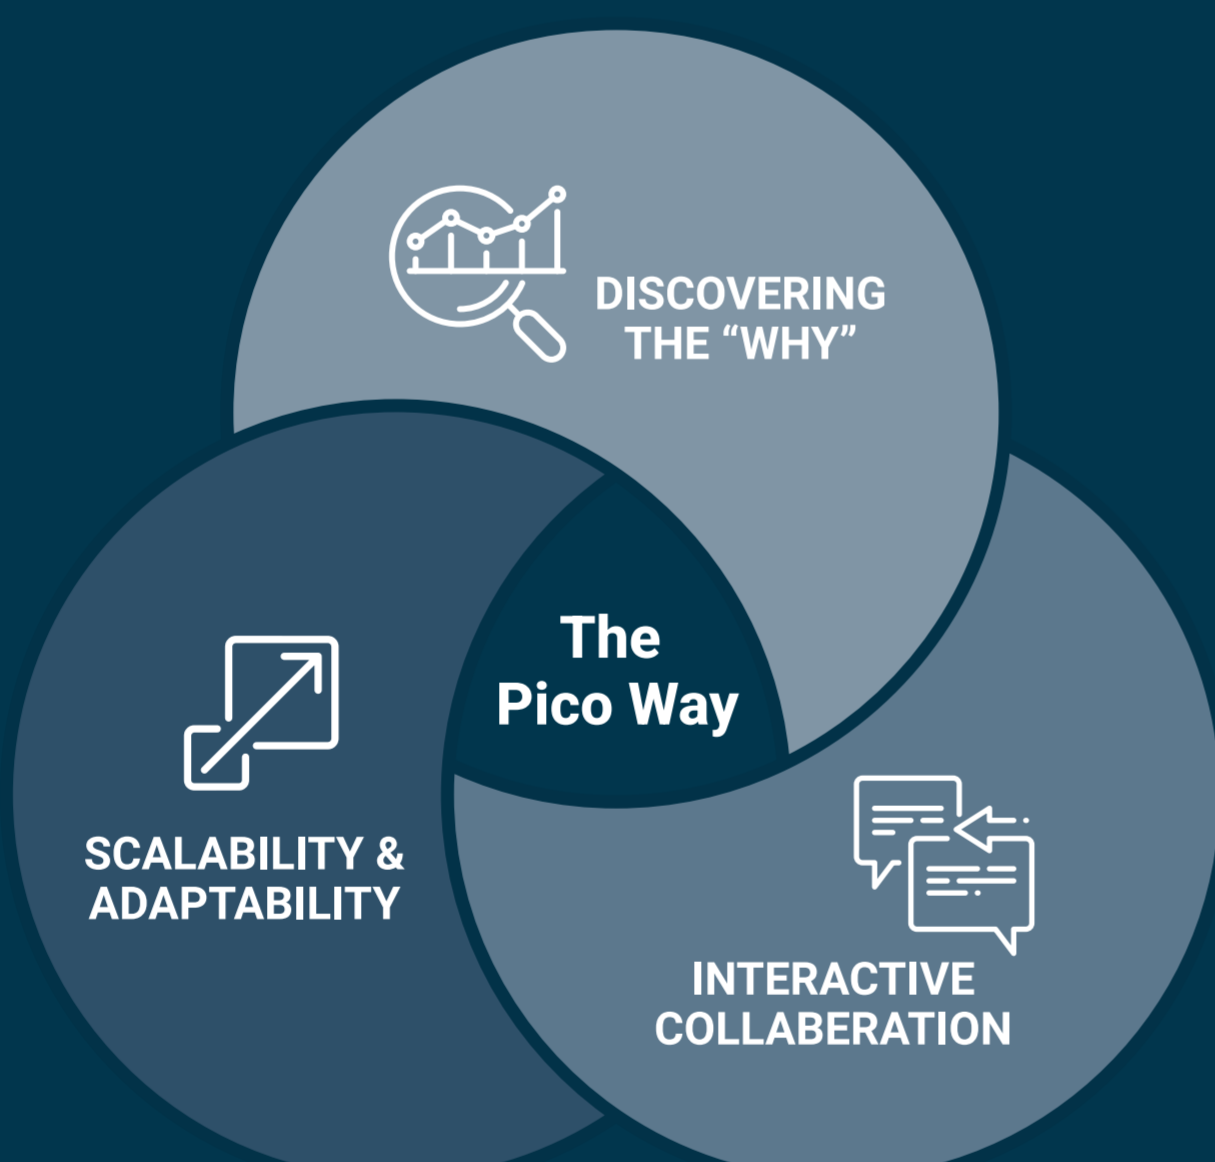 DISCOVERING
THE “WHY”
The
Pico Way
SCALABILITY &
ADAPTABILITY
INTERACTIVE
COLLABERATION